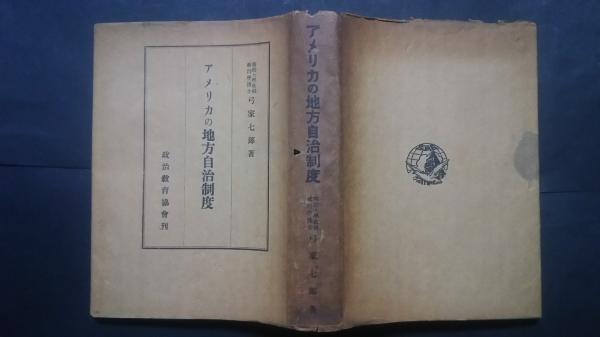 アメリカの地方自治制度
弓家七郎著
政治教育協會刊
アメリカの地方自治制度
弓家七郎著